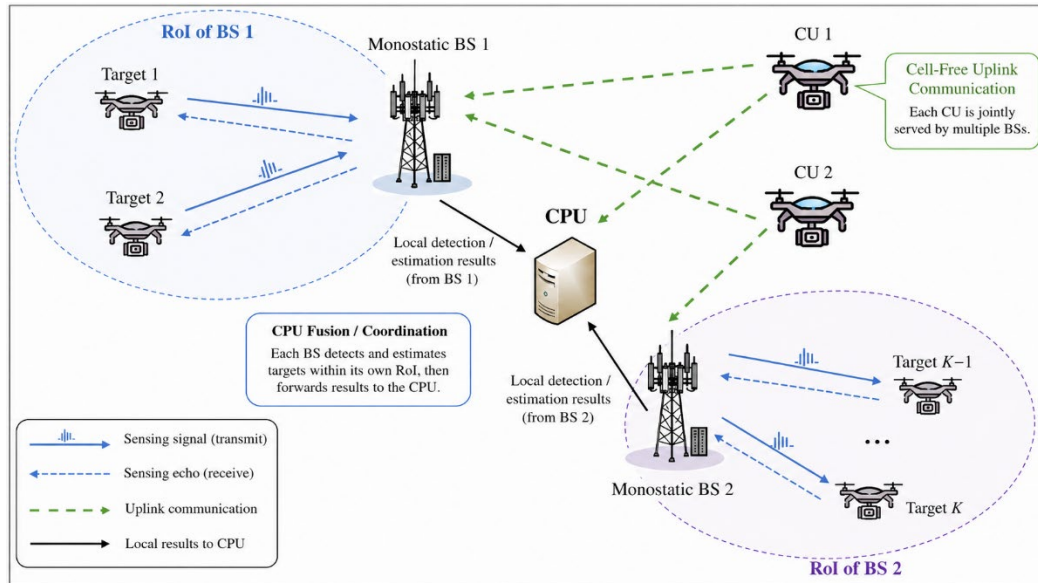 RoI of BS 1
Monostatic BS 1
Target 1
Target 2
CU 1
Cell-Free Uplink
Communication
Each CU is jointly
served by multiple BSs.
CU 2
CPU
Local detection /
estimation results
(from BS 1)
CPU Fusion / Coordination
Each BS detects and estimates
targets within its own RoI, then
forwards results to the CPU.
Local detection /
estimation results
(from BS 2)
Monostatic BS 2
Target K−1
...
Target K
RoI of BS 2
Sensing signal (transmit)
Sensing echo (receive)
Uplink communication
Local results to CPU